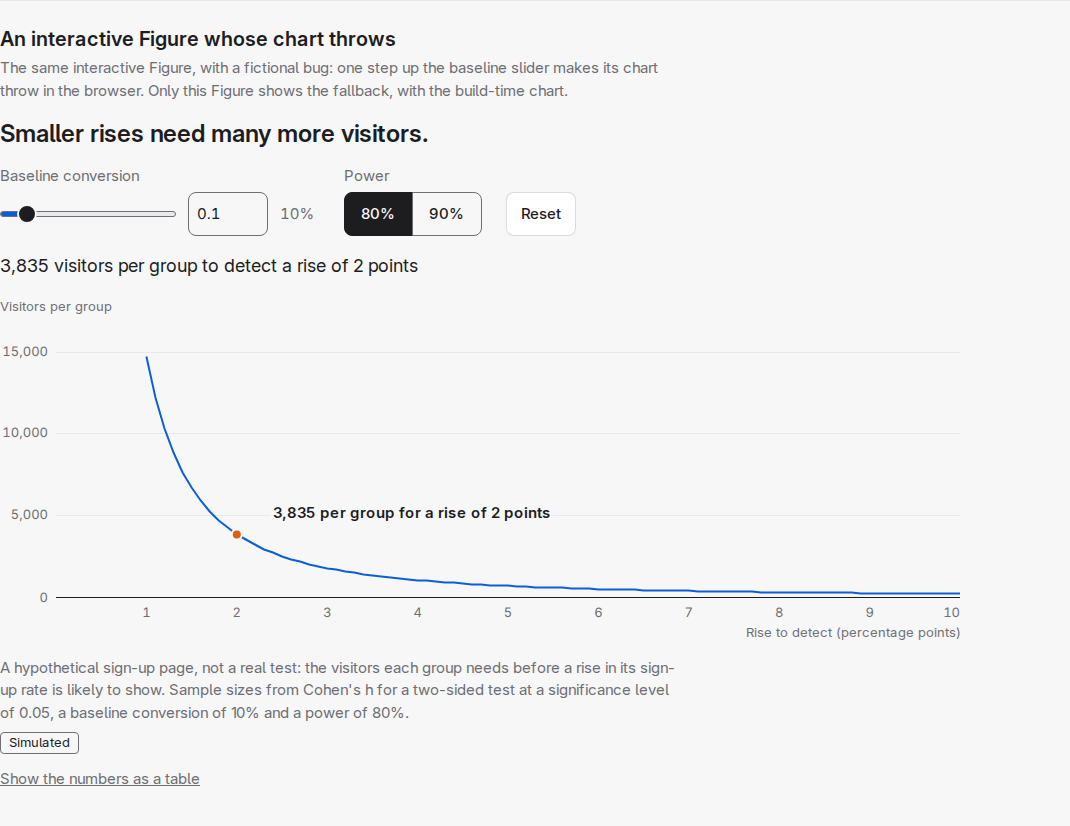 An interactive Figure whose chart throws
The same interactive Figure, with a fictional bug: one step up the baseline slider makes its chart
throw in the browser. Only this Figure shows the fallback, with the build-time chart.
Smaller rises need many more visitors.
Baseline conversion
Power
0.1
10%
80%
90%
Reset
3,835 visitors per group to detect a rise of 2 points
Visitors per group
15,000
10,000
5,000
3,835 per group for a rise of 2 points
0
1 2 3 4 5 6 7 8 9 10
Rise to detect (percentage points)
A hypothetical sign-up page, not a real test: the visitors each group needs before a rise in its sign-
up rate is likely to show. Sample sizes from Cohen's h for a two-sided test at a significance level
of 0.05, a baseline conversion of 10% and a power of 80%.
Simulated
Show the numbers as a table